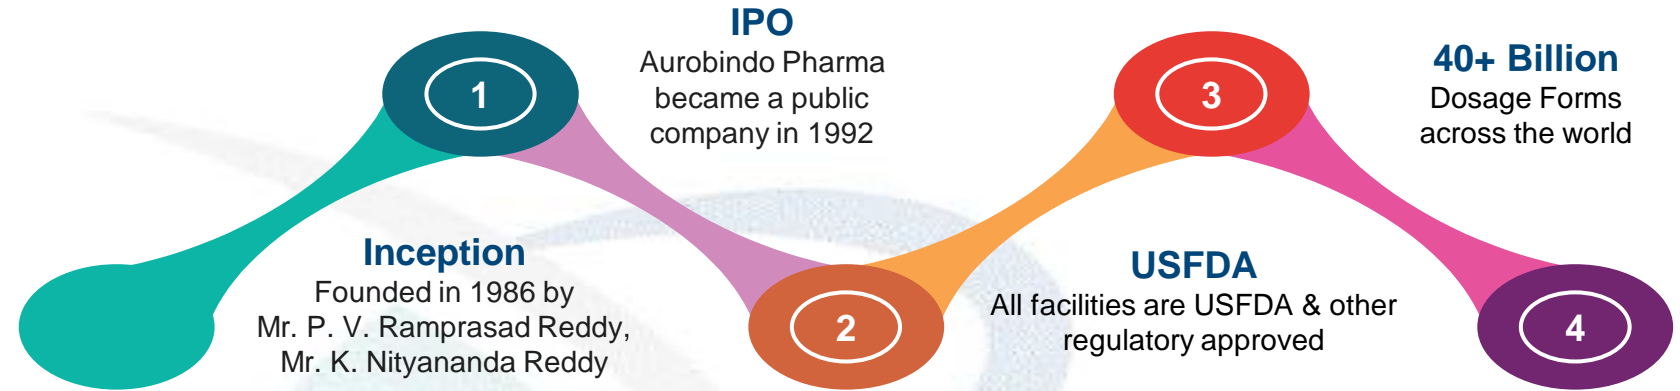 1
Inception
Founded in 1986 by
Mr. P. V. Ramprasad Reddy,
Mr. K. Nityananda Reddy
IPO
Aurobindo Pharma
became a public
company in 1992
2
3
USFDA
All facilities are USFDA & other
regulatory approved
40+ Billion
Dosage Forms
across the world
4